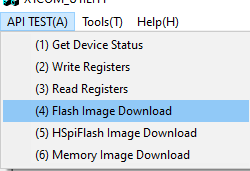 X1COM_UTILITY
API TEST(A) Tools(T) Help(H)
(1) Get Device Status
(2) Write Registers
(3) Read Registers
(4) Flash Image Download
(5) HSpiFlash Image Download
(6) Memory Image Download